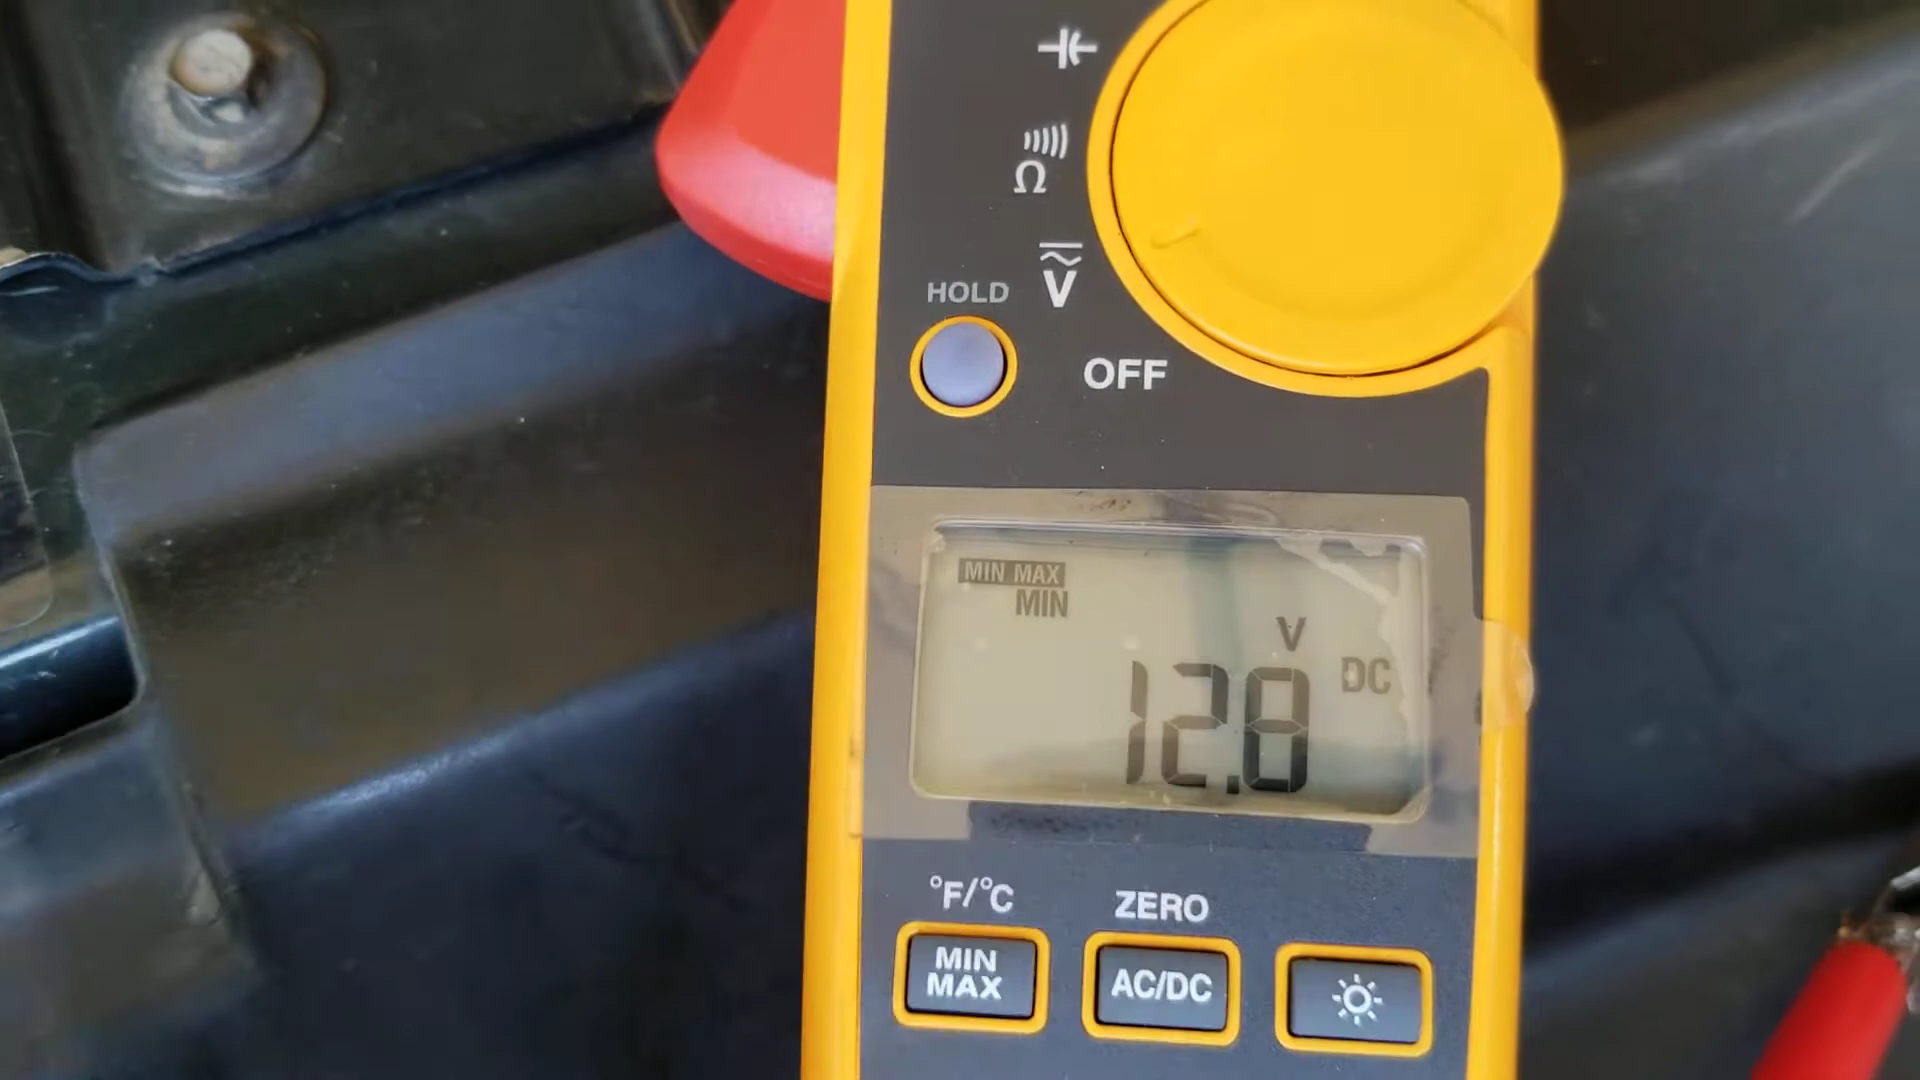 Ω
V
HOLD
OFF
MIN MAX
MIN
V
DC
12.8
°F/°C
ZERO
MIN
MAX
AC/DC